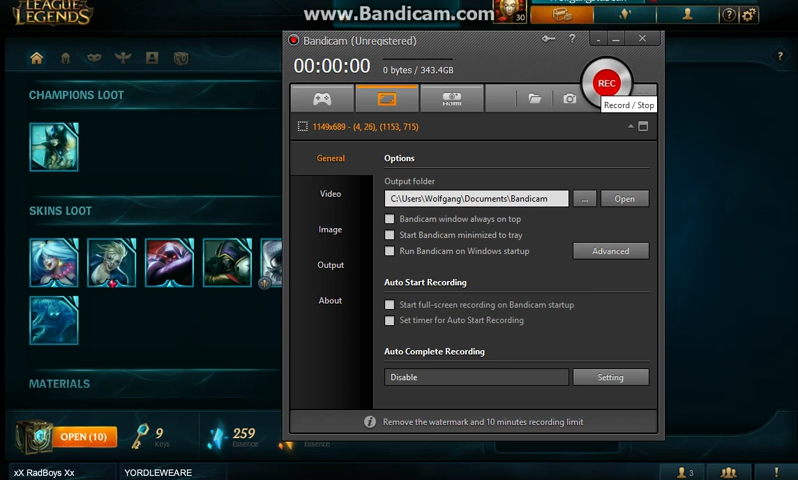 www.Bandicam.com
LEAGUE
LEGENDS
30
?
Bandicam (Unregistered)
?
00:00:00
0 bytes / 343.4GB
REC
Record / Stop
HDMI
1149x689 - (4, 26), (1153, 715)
CHAMPIONS LOOT
SKINS LOOT
MATERIALS
General
Video
Image
Output
About
Options
Output folder
C:\Users\Wolfgang\Documents\Bandicam
...
Open
Bandicam window always on top
Start Bandicam minimized to tray
Run Bandicam on Windows startup
Advanced
Auto Start Recording
Start full-screen recording on Bandicam startup
Set timer for Auto Start Recording
Auto Complete Recording
Disable
Setting
Remove the watermark and 10 minutes recording limit
?
OPEN (10)
9
Keys
259
Essence
Essence
xX RadBoys Xx
YORDLEWEARE
3
!